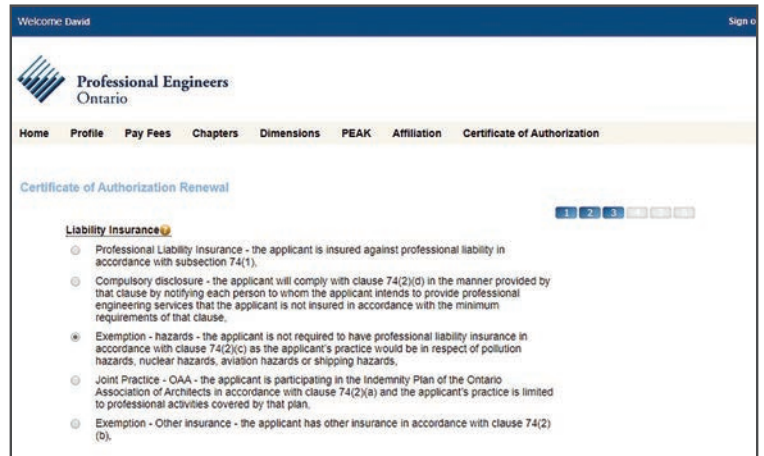 Welcome David Sign o
Professional Engineers
Ontario
Home Profile Pay Fees Chapters Dimensions PEAK Affiliation Certificate of Authorization
Certificate of Authorization Renewal
1 2 3 4 5 6
Liability Insurance
Professional Liability Insurance - the applicant is insured against professional liability in
accordance with subsection 74(1),
Compulsory disclosure - the applicant will comply with clause 74(2)(d) in the manner provided by
that clause by notifying each person to whom the applicant intends to provide professional
engineering services that the applicant is not insured in accordance with the minimum
requirements of that clause,
Exemption - hazards - the applicant is not required to have professional liability insurance in
accordance with clause 74(2)(c) as the applicant's practice would be in respect of pollution
hazards, nuclear hazards, aviation hazards or shipping hazards,
Joint Practice - OAA - the applicant is participating in the Indemnity Plan of the Ontario
Association of Architects in accordance with clause 74(2)(a) and the applicant's practice is limited
to professional activities covered by that plan,
Exemption - Other insurance - the applicant has other insurance in accordance with clause 74(2)
(b),